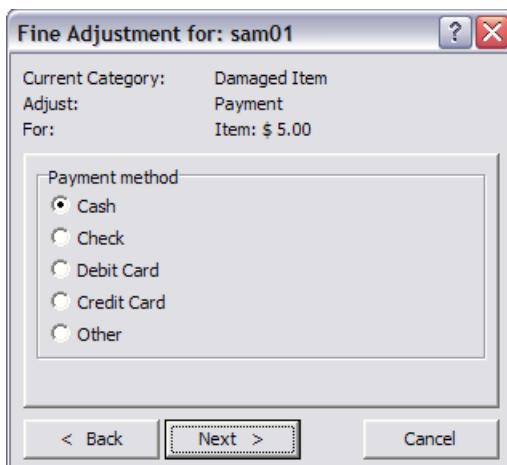 Fine Adjustment for: sam01 ?
Current Category: Damaged Item
Adjust: Payment
For: Item: $ 5.00
Payment method
Cash
Check
Debit Card
Credit Card
Other
< Back Next > Cancel